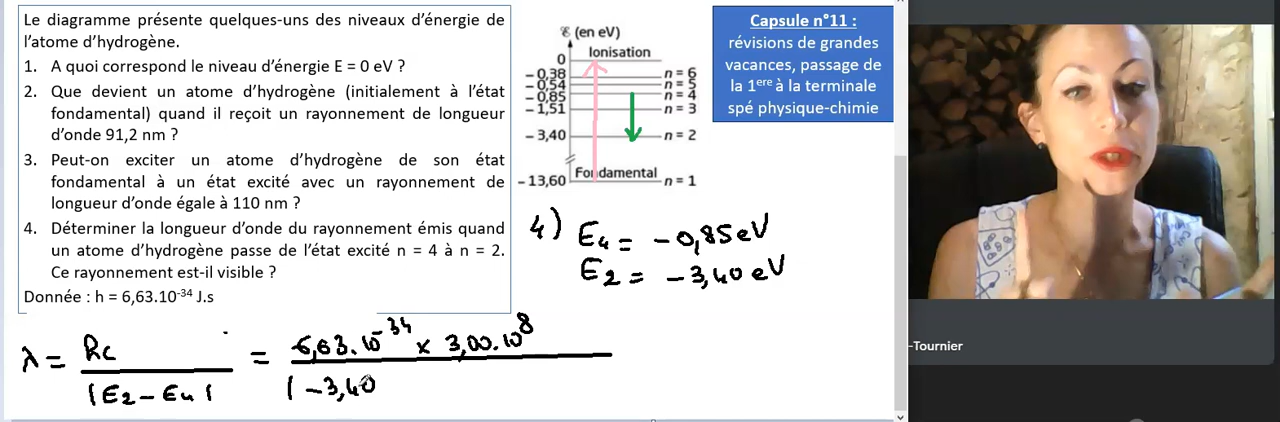 Le diagramme présente quelques-uns des niveaux d'énergie de
l'atome d'hydrogène.
1. A quoi correspond le niveau d'énergie E = 0 eV ?
2. Que devient un atome d'hydrogène (initialement à l'état
fondamental) quand il reçoit un rayonnement de longueur
d'onde 91,2 nm ?
3. Peut-on exciter un atome d'hydrogène de son état
fondamental à un état excité avec un rayonnement de
longueur d'onde égale à 110 nm ?
4. Déterminer la longueur d'onde du rayonnement émis quand
un atome d'hydrogène passe de l'état excité n = 4 à n = 2.
Ce rayonnement est-il visible ?
Donnée : h = 6,63.10⁻³⁴ J.s
ℰ (en eV)
Ionisation
0
-0,38 n = 6
-0,54 n = 5
-0,85 n = 4
-1,51 n = 3
-3,40 n = 2
Fondamental
-13,60 n = 1
Capsule n°11 :
révisions de grandes
vacances, passage de
la 1ere à la terminale
spé physique-chimie
4) E4 = -0,85 eV
E2 = -3,40 eV
λ = hc / |E2 - E4| = 6,63.10⁻³⁴ x 3,00.10⁸ / |-3,40
-Tournier